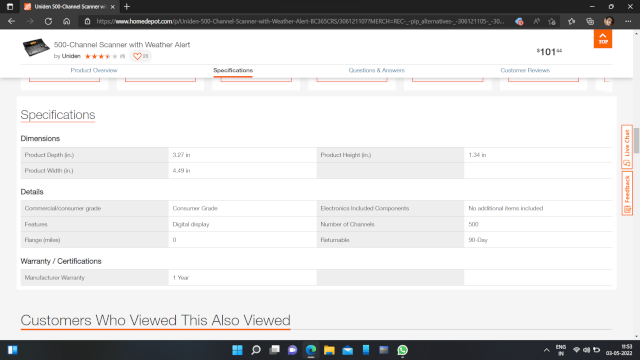 Uniden 500-Channel Scanner w
https://www.homedepot.com/p/Uniden-500-Channel-Scanner-with-Weather-Alert-BC365CRS/306121107?MERCH=REC-_-pip_alternatives-_-306121105-_-30...
500-Channel Scanner with Weather Alert
by Uniden
$101.44
TOP
Product Overview
Specifications
Questions & Answers
Customer Reviews
Specifications
Dimensions
Product Depth (in.) 3.27 in Product Height (in.) 1.34 in
Product Width (in.) 4.49 in
Details
Commercial/consumer grade Consumer Grade Electronics Included Components No additional items included
Features Digital display Number of Channels 500
Range (miles) 0 Returnable 90-Day
Warranty / Certifications
Manufacturer Warranty 1 Year
Live Chat
Feedback
Customers Who Viewed This Also Viewed
ENG
IN
11:53
03-05-2022